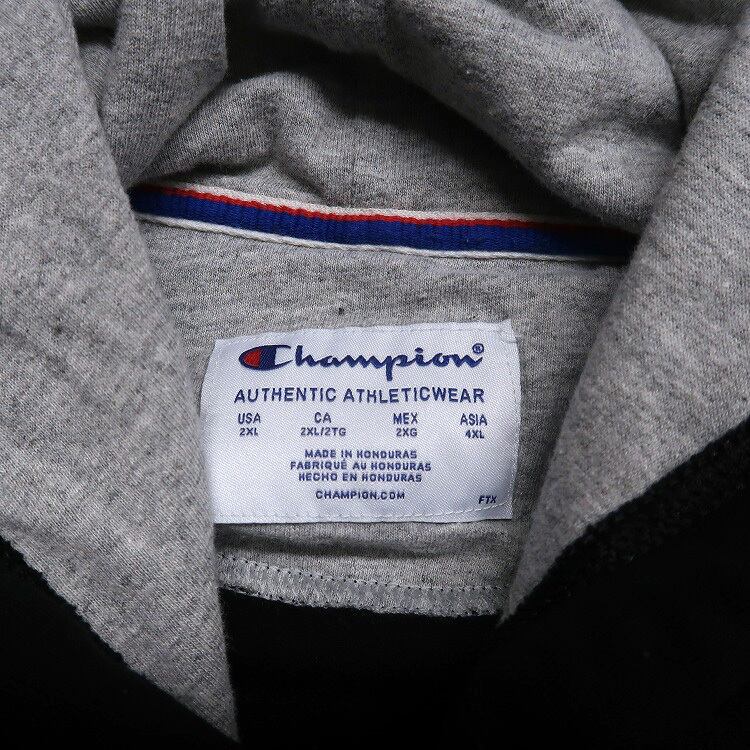 Champion®
AUTHENTIC ATHLETICWEAR
USA CA MEX ASIA
2XL 2XL/2TG 2XG 4XL
MADE IN HONDURAS
FABRIQUÉ AU HONDURAS
HECHO EN HONDURAS
CHAMPION.COM
FTX